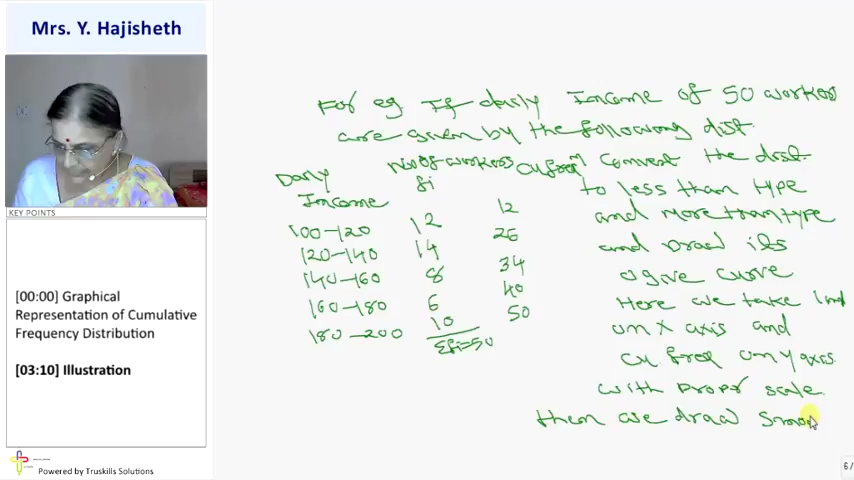 Mrs. Y. Hajisheth
KEY POINTS
[00:00] Graphical
Representation of Cumulative
Frequency Distribution
[03:10] Illustration
Powered by Truskills Solutions
For eg If daily Income of 50 workers
are given by the following dist.
Daily Income
No of workers fi
Cu freq
100-120 12 12
120-140 14 26
140-160 8 34
160-180 6 40
180-200 10 50
Σfi=50
Convert the dist.
to less than type
and more than type
and Draw its
ogive curve
Here we take
on X axis and
cu freq on y axis
with proper scale
then we draw smoo
6/